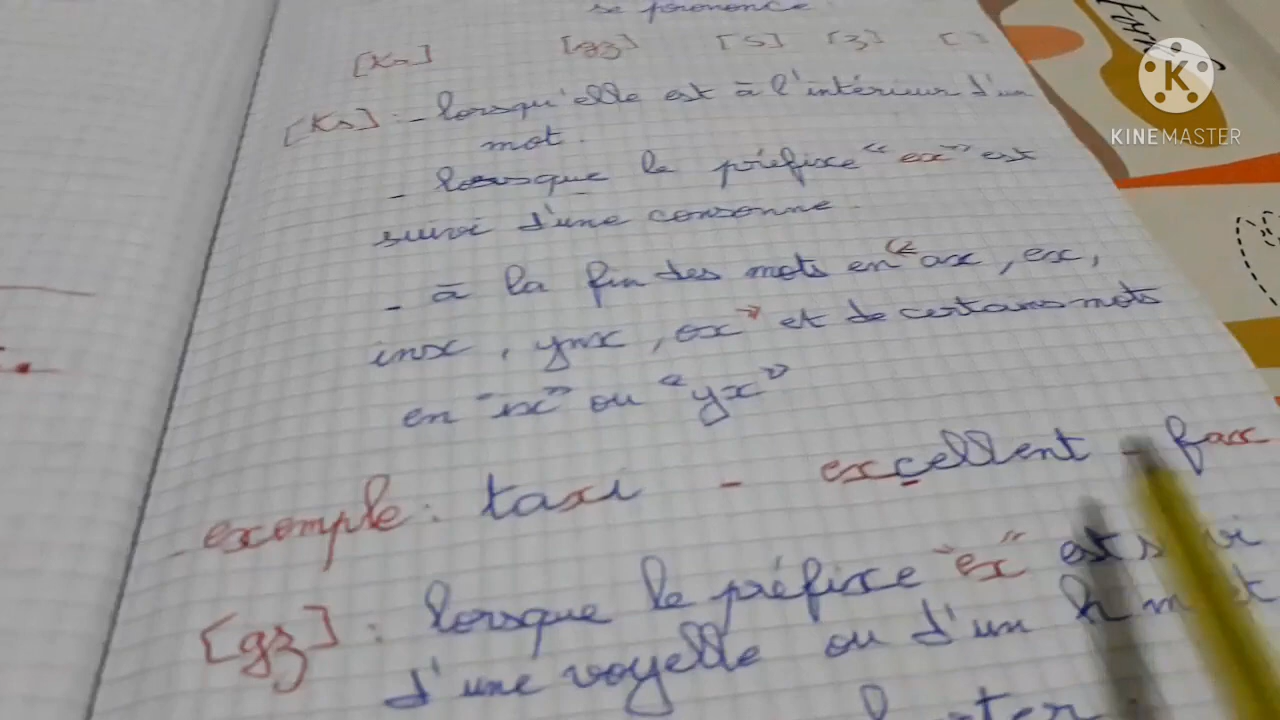 se prononce
[Ks] [gz] [s] [z] [
[Ks] : - lorsqu'elle est à l'intérieur d'un
mot.
- lorsque le préfixe "ex" est
suivi d'une consonne.
- à la fin des mots en "ax, ex,
inx, ynx, ox" et de certains mots
en "ix" ou "yx"
exemple : taxi - excellent - fax
[gz] : lorsque le préfixe "ex" est suivi
d'une voyelle ou d'un h
Form
K
KINEMASTER